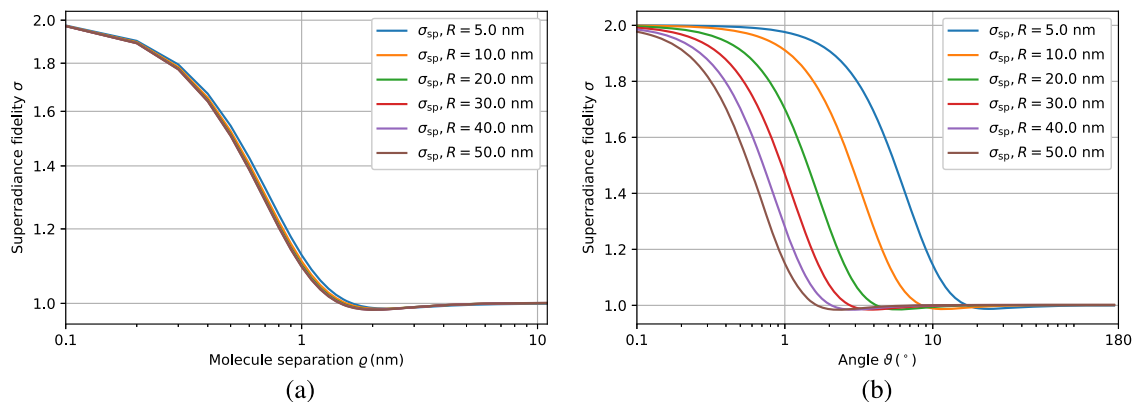 2.0
1.8
1.6
1.4
1.2
1.0
0.1
1
10
Superradiance fidelity σ
Molecule separation ϱ (nm)
σsp, R = 5.0 nm
σsp, R = 10.0 nm
σsp, R = 20.0 nm
σsp, R = 30.0 nm
σsp, R = 40.0 nm
σsp, R = 50.0 nm
(a)
2.0
1.8
1.6
1.4
1.2
1.0
0.1
1
10
180
Superradiance fidelity σ
Angle ϑ (°)
σsp, R = 5.0 nm
σsp, R = 10.0 nm
σsp, R = 20.0 nm
σsp, R = 30.0 nm
σsp, R = 40.0 nm
σsp, R = 50.0 nm
(b)